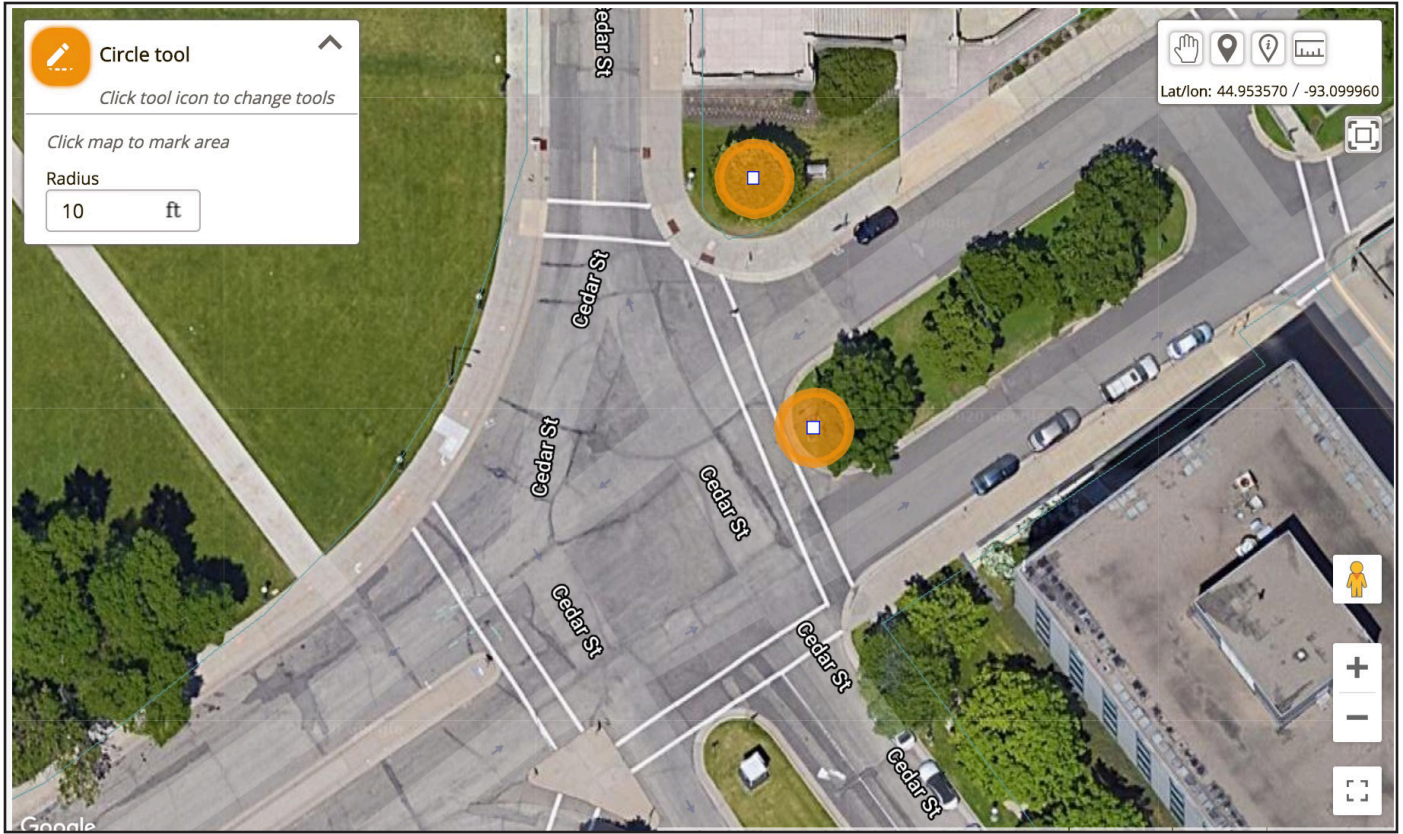 Circle tool
Click tool icon to change tools
Click map to mark area
Radius
10 ft
Lat/lon: 44.953570 / -93.099960
edar St
Cedar St
Cedar St
Cedar St
Cedar St
Cedar St
Cedar St
Google